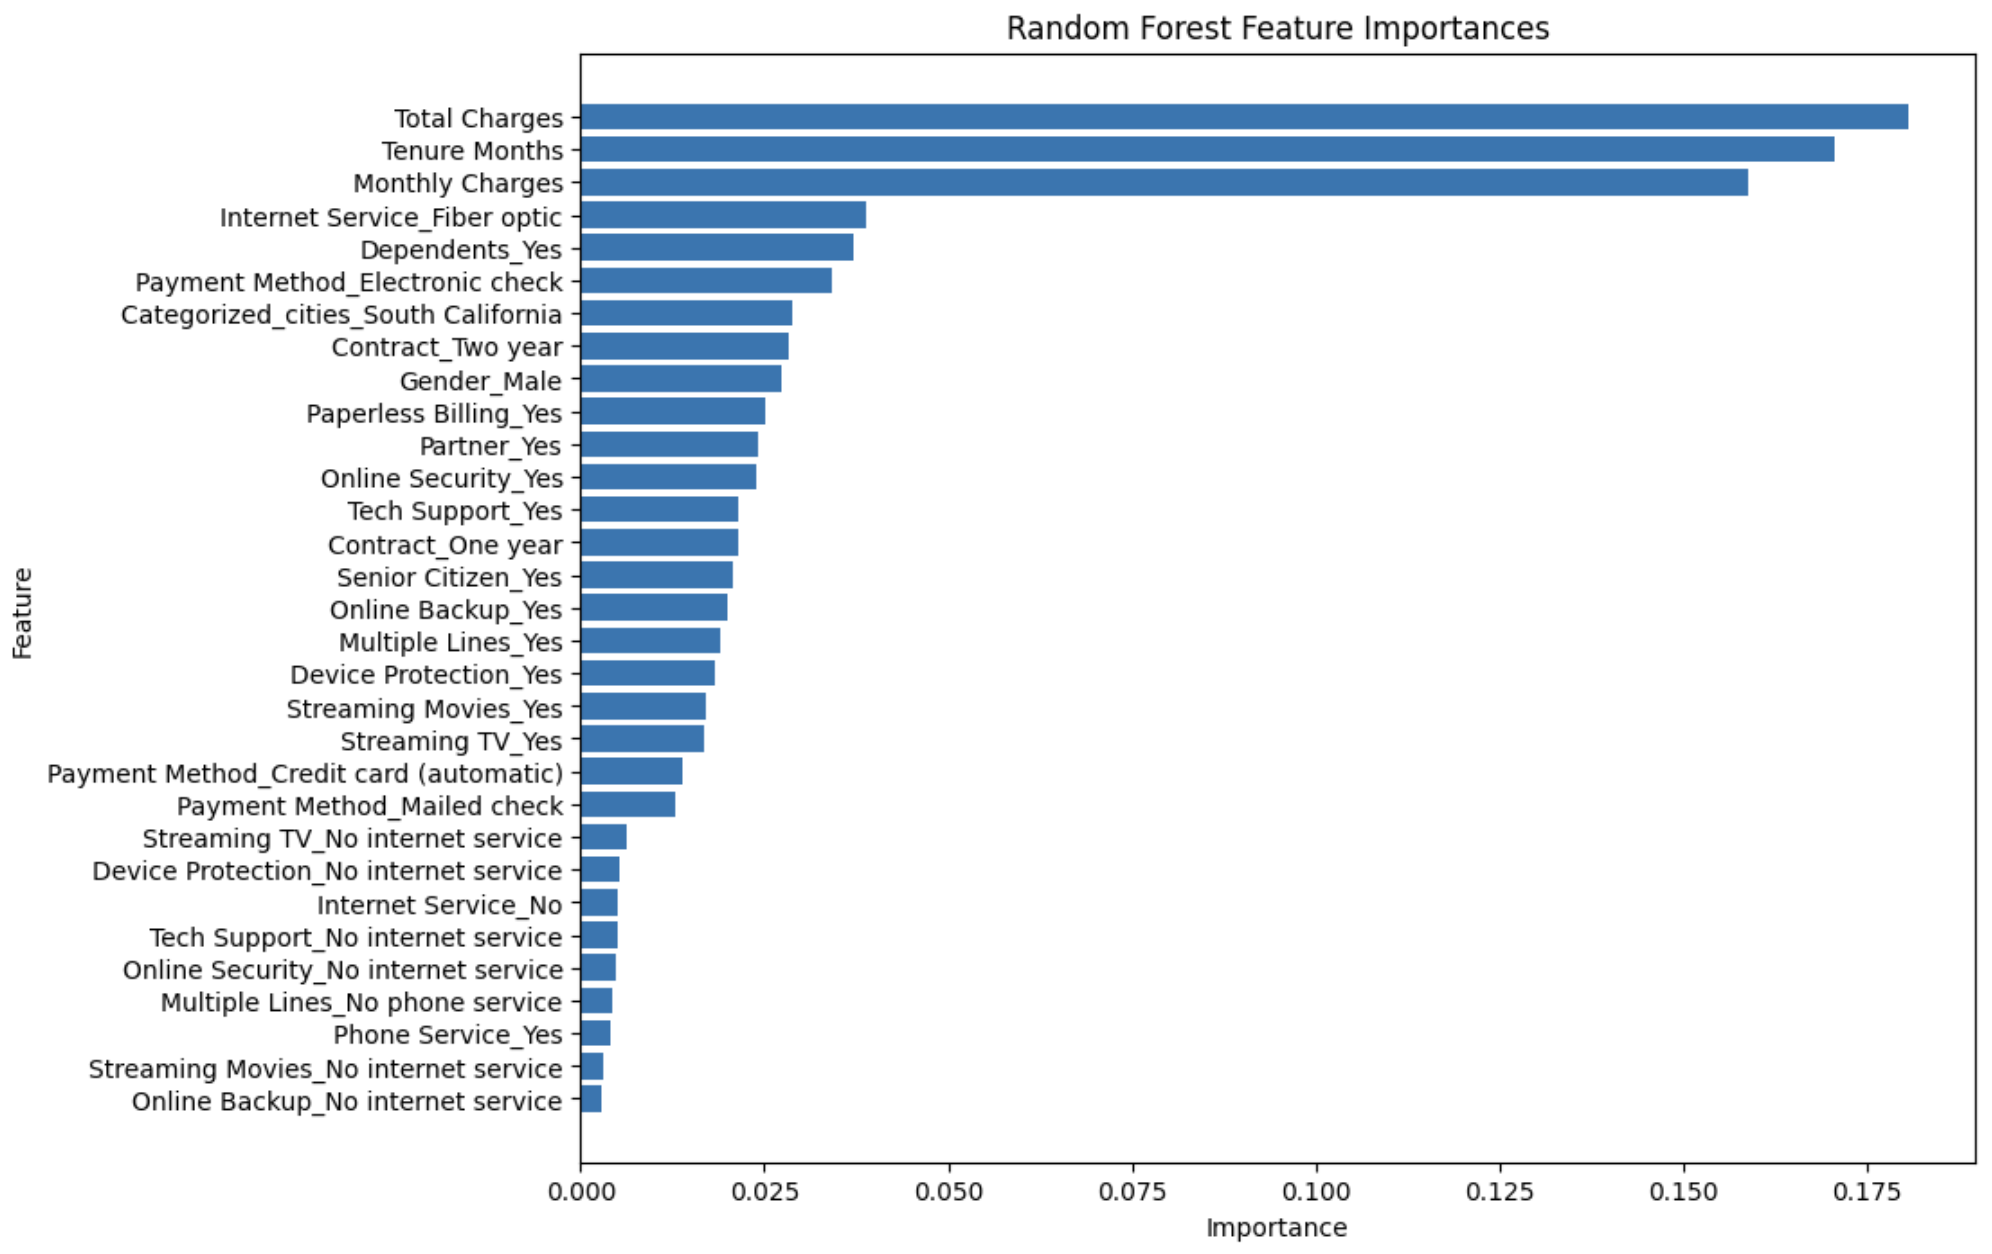 Random Forest Feature Importances
Total Charges
Tenure Months
Monthly Charges
Internet Service_Fiber optic
Dependents_Yes
Payment Method_Electronic check
Categorized_cities_South California
Contract_Two year
Gender_Male
Paperless Billing_Yes
Partner_Yes
Online Security_Yes
Tech Support_Yes
Contract_One year
Senior Citizen_Yes
Online Backup_Yes
Multiple Lines_Yes
Device Protection_Yes
Streaming Movies_Yes
Streaming TV_Yes
Payment Method_Credit card (automatic)
Payment Method_Mailed check
Streaming TV_No internet service
Device Protection_No internet service
Internet Service_No
Tech Support_No internet service
Online Security_No internet service
Multiple Lines_No phone service
Phone Service_Yes
Streaming Movies_No internet service
Online Backup_No internet service
Feature
0.000 0.025 0.050 0.075 0.100 0.125 0.150 0.175
Importance